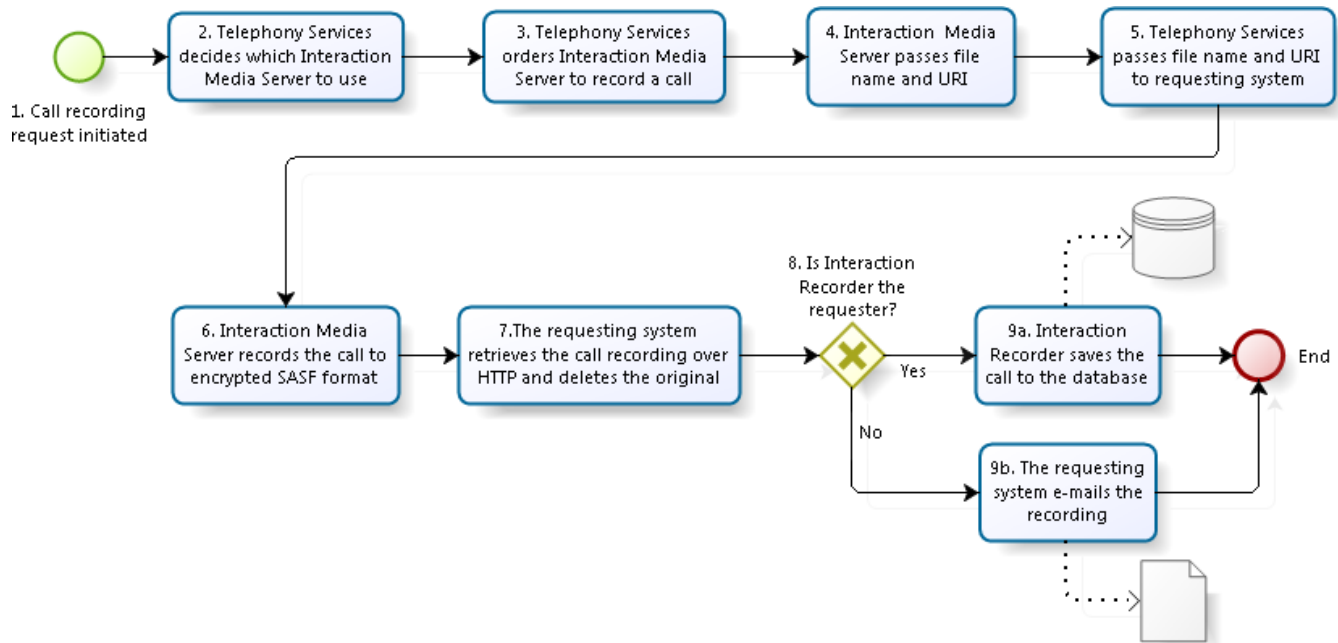 2. Telephony Services
decides which Interaction
Media Server to use
3. Telephony Services
orders Interaction Media
Server to record a call
4. Interaction Media
Server passes file
name and URI
5. Telephony Services
passes file name and URI
to requesting system
1. Call recording
request initiated
6. Interaction Media
Server records the call to
encrypted SASF format
7.The requesting system
retrieves the call recording over
HTTP and deletes the original
8. Is Interaction
Recorder the
requester?
Yes
9a. Interaction
Recorder saves the
call to the database
End
No
9b. The requesting
system e-mails the
recording